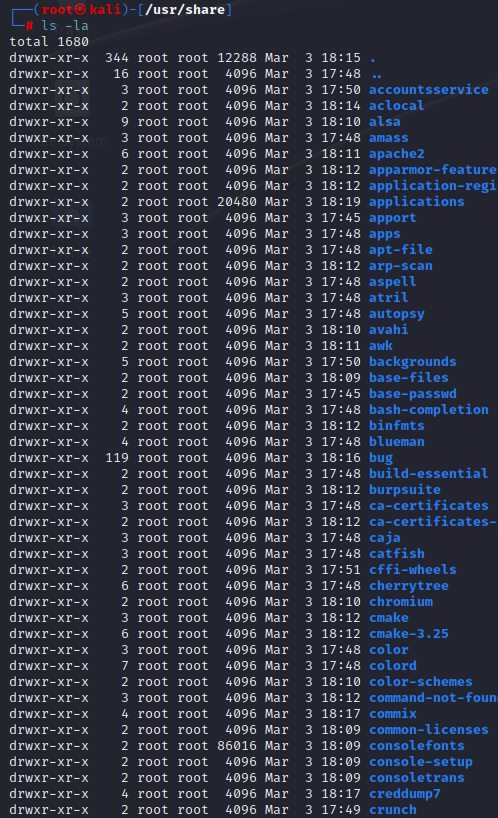 ┌──(root㉿kali)-[/usr/share]
└─# ls -la
total 1680
drwxr-xr-x 344 root root 12288 Mar  3 18:15 .
drwxr-xr-x  16 root root  4096 Mar  3 17:48 ..
drwxr-xr-x   3 root root  4096 Mar  3 17:50 accountsservice
drwxr-xr-x   2 root root  4096 Mar  3 18:14 aclocal
drwxr-xr-x   9 root root  4096 Mar  3 18:10 alsa
drwxr-xr-x   3 root root  4096 Mar  3 17:48 amass
drwxr-xr-x   6 root root  4096 Mar  3 18:11 apache2
drwxr-xr-x   2 root root  4096 Mar  3 18:12 apparmor-feature
drwxr-xr-x   2 root root  4096 Mar  3 18:12 application-regi
drwxr-xr-x   2 root root 20480 Mar  3 18:19 applications
drwxr-xr-x   3 root root  4096 Mar  3 17:45 apport
drwxr-xr-x   3 root root  4096 Mar  3 17:48 apps
drwxr-xr-x   2 root root  4096 Mar  3 17:48 apt-file
drwxr-xr-x   2 root root  4096 Mar  3 18:12 arp-scan
drwxr-xr-x   2 root root  4096 Mar  3 17:48 aspell
drwxr-xr-x   3 root root  4096 Mar  3 17:48 atril
drwxr-xr-x   5 root root  4096 Mar  3 17:48 autopsy
drwxr-xr-x   2 root root  4096 Mar  3 18:10 avahi
drwxr-xr-x   2 root root  4096 Mar  3 18:11 awk
drwxr-xr-x   5 root root  4096 Mar  3 17:50 backgrounds
drwxr-xr-x   2 root root  4096 Mar  3 18:09 base-files
drwxr-xr-x   2 root root  4096 Mar  3 17:45 base-passwd
drwxr-xr-x   4 root root  4096 Mar  3 17:48 bash-completion
drwxr-xr-x   2 root root  4096 Mar  3 18:12 binfmts
drwxr-xr-x   4 root root  4096 Mar  3 17:48 blueman
drwxr-xr-x 119 root root  4096 Mar  3 18:16 bug
drwxr-xr-x   2 root root  4096 Mar  3 17:48 build-essential
drwxr-xr-x   2 root root  4096 Mar  3 18:12 burpsuite
drwxr-xr-x   3 root root  4096 Mar  3 17:48 ca-certificates
drwxr-xr-x   2 root root  4096 Mar  3 18:12 ca-certificates-
drwxr-xr-x   3 root root  4096 Mar  3 17:48 caja
drwxr-xr-x   3 root root  4096 Mar  3 17:48 catfish
drwxr-xr-x   2 root root  4096 Mar  3 17:51 cffi-wheels
drwxr-xr-x   6 root root  4096 Mar  3 17:48 cherrytree
drwxr-xr-x   2 root root  4096 Mar  3 18:10 chromium
drwxr-xr-x   3 root root  4096 Mar  3 18:12 cmake
drwxr-xr-x   6 root root  4096 Mar  3 18:12 cmake-3.25
drwxr-xr-x   3 root root  4096 Mar  3 17:48 color
drwxr-xr-x   7 root root  4096 Mar  3 17:48 colord
drwxr-xr-x   2 root root  4096 Mar  3 18:10 color-schemes
drwxr-xr-x   3 root root  4096 Mar  3 18:12 command-not-foun
drwxr-xr-x   4 root root  4096 Mar  3 18:17 commix
drwxr-xr-x   2 root root  4096 Mar  3 18:09 common-licenses
drwxr-xr-x   2 root root 86016 Mar  3 18:09 consolefonts
drwxr-xr-x   2 root root  4096 Mar  3 18:09 console-setup
drwxr-xr-x   2 root root  4096 Mar  3 18:09 consoletrans
drwxr-xr-x   4 root root  4096 Mar  3 18:17 creddump7
drwxr-xr-x   2 root root  4096 Mar  3 17:49 crunch